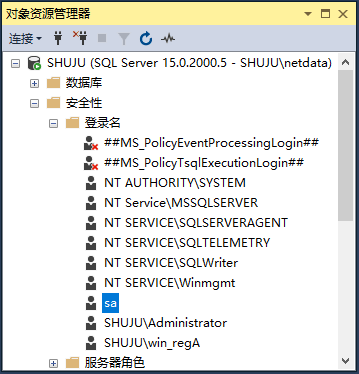 对象资源管理器
连接
SHUJU (SQL Server 15.0.2000.5 - SHUJU\netdata)
数据库
安全性
登录名
##MS_PolicyEventProcessingLogin##
##MS_PolicyTsqlExecutionLogin##
NT AUTHORITY\SYSTEM
NT Service\MSSQLSERVER
NT SERVICE\SQLSERVERAGENT
NT SERVICE\SQLTELEMETRY
NT SERVICE\SQLWriter
NT SERVICE\Winmgmt
sa
SHUJU\Administrator
SHUJU\win_regA
服务器角色